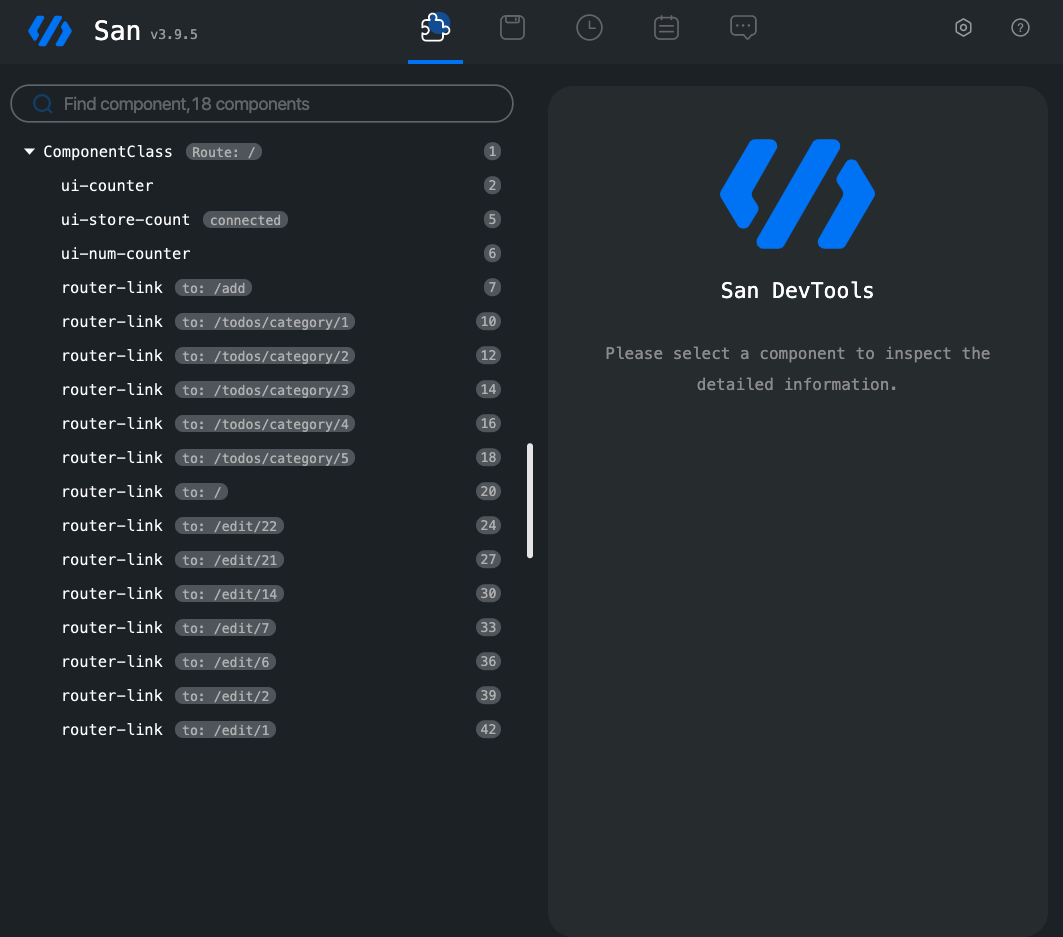 San v3.9.5
Find component,18 components
ComponentClass Route: / 1
ui-counter 2
ui-store-count connected 5
ui-num-counter 6
router-link to: /add 7
router-link to: /todos/category/1 10
router-link to: /todos/category/2 12
router-link to: /todos/category/3 14
router-link to: /todos/category/4 16
router-link to: /todos/category/5 18
router-link to: / 20
router-link to: /edit/22 24
router-link to: /edit/21 27
router-link to: /edit/14 30
router-link to: /edit/7 33
router-link to: /edit/6 36
router-link to: /edit/2 39
router-link to: /edit/1 42
San DevTools
Please select a component to inspect the
detailed information.